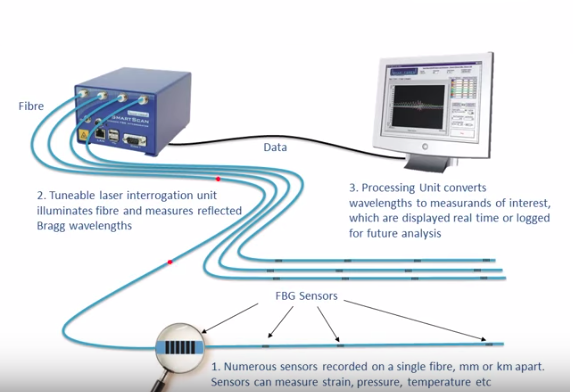 Fibre
SMARTSCAN
Data
2. Tuneable laser interrogation unit
illuminates fibre and measures reflected
Bragg wavelengths
3. Processing Unit converts
wavelengths to measurands of interest,
which are displayed real time or logged
for future analysis
FBG Sensors
1. Numerous sensors recorded on a single fibre, mm or km apart.
Sensors can measure strain, pressure, temperature etc